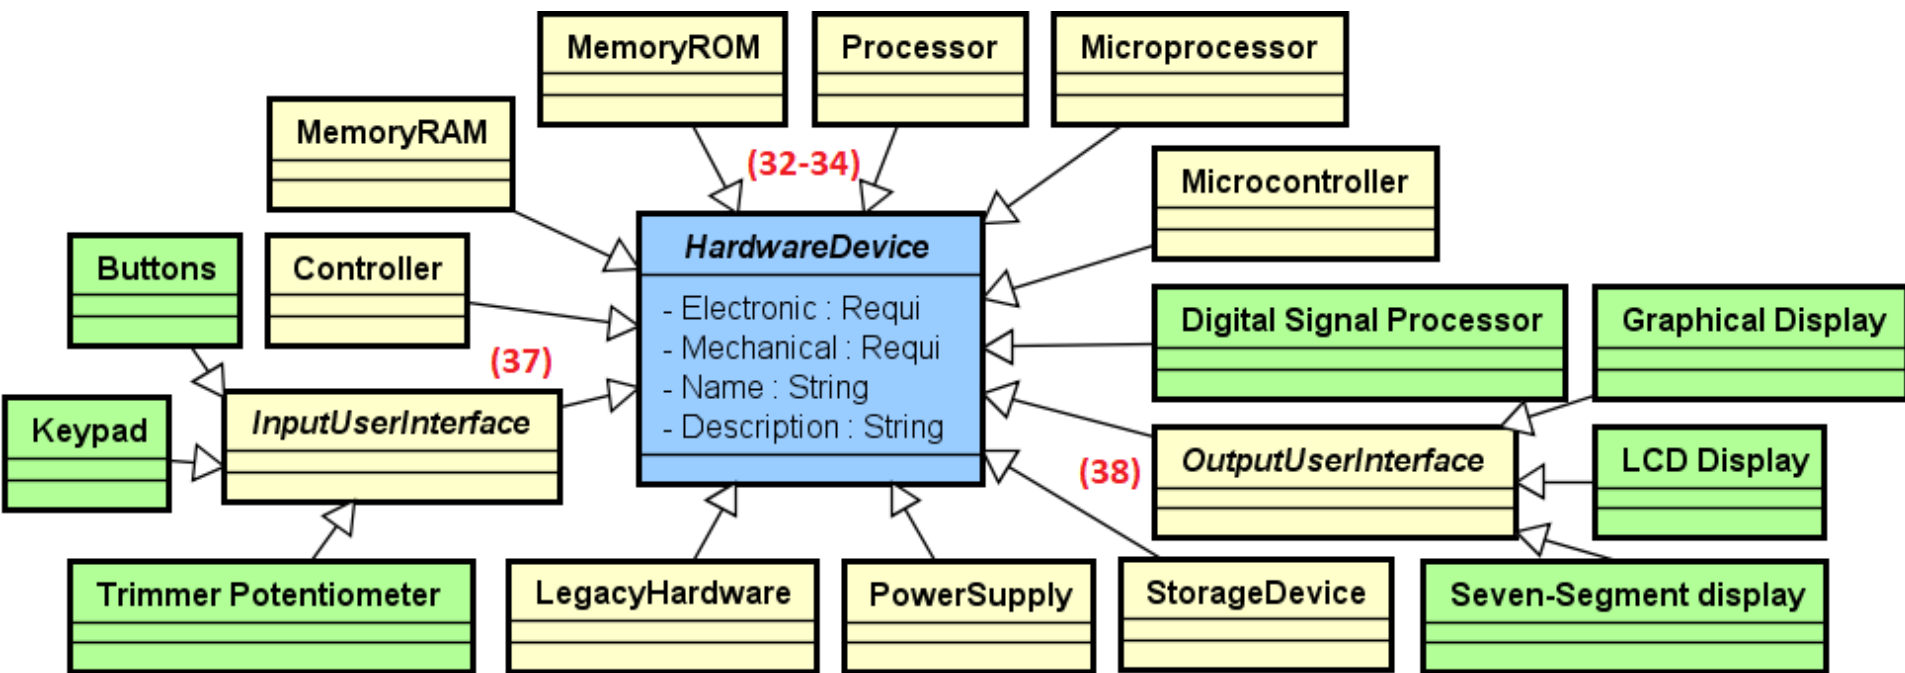 MemoryROM
Processor
Microprocessor
MemoryRAM
(32-34)
Microcontroller
Buttons
Controller
HardwareDevice
- Electronic : Requi
- Mechanical : Requi
- Name : String
- Description : String
Digital Signal Processor
Graphical Display
(37)
Keypad
InputUserInterface
(38)
OutputUserInterface
LCD Display
Trimmer Potentiometer
LegacyHardware
PowerSupply
StorageDevice
Seven-Segment display